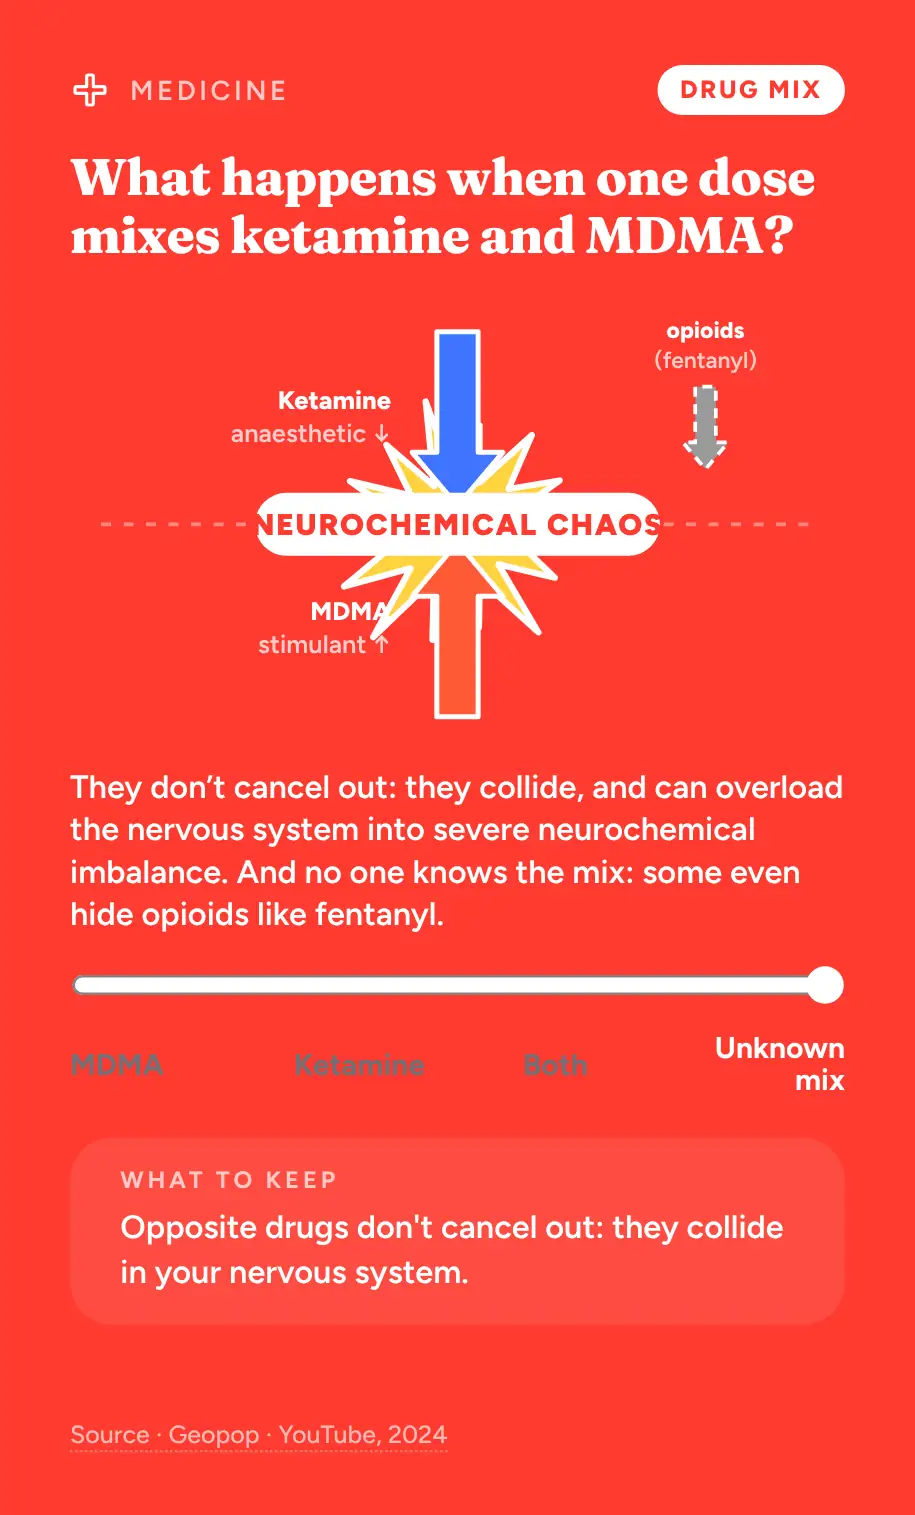 MEDICINE
DRUG MIX
What happens when one dose
mixes ketamine and MDMA?
opioids
(fentanyl)
Ketamine
anaesthetic ↓
NEUROCHEMICAL CHAOS
MDMA
stimulant ↑
They don’t cancel out: they collide, and can overload
the nervous system into severe neurochemical
imbalance. And no one knows the mix: some even
hide opioids like fentanyl.
MDMA
Ketamine
Both
Unknown
mix
WHAT TO KEEP
Opposite drugs don't cancel out: they collide
in your nervous system.
Source · Geopop · YouTube, 2024